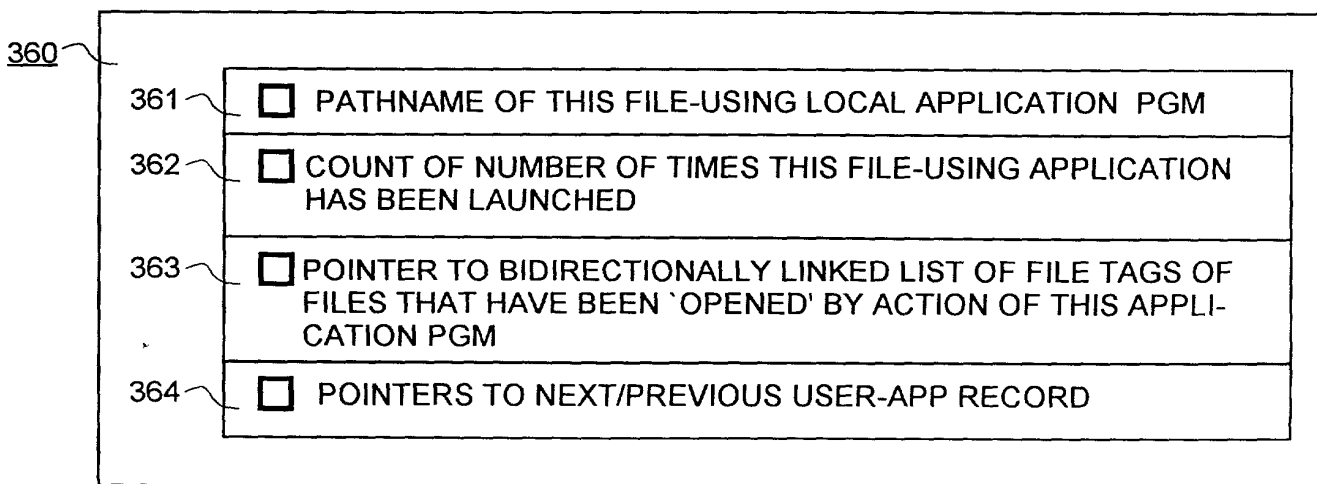 360
361 PATHNAME OF THIS FILE-USING LOCAL APPLICATION PGM
362 COUNT OF NUMBER OF TIMES THIS FILE-USING APPLICATION
HAS BEEN LAUNCHED
363 POINTER TO BIDIRECTIONALLY LINKED LIST OF FILE TAGS OF
FILES THAT HAVE BEEN `OPENED' BY ACTION OF THIS APPLI-
CATION PGM
364 POINTERS TO NEXT/PREVIOUS USER-APP RECORD